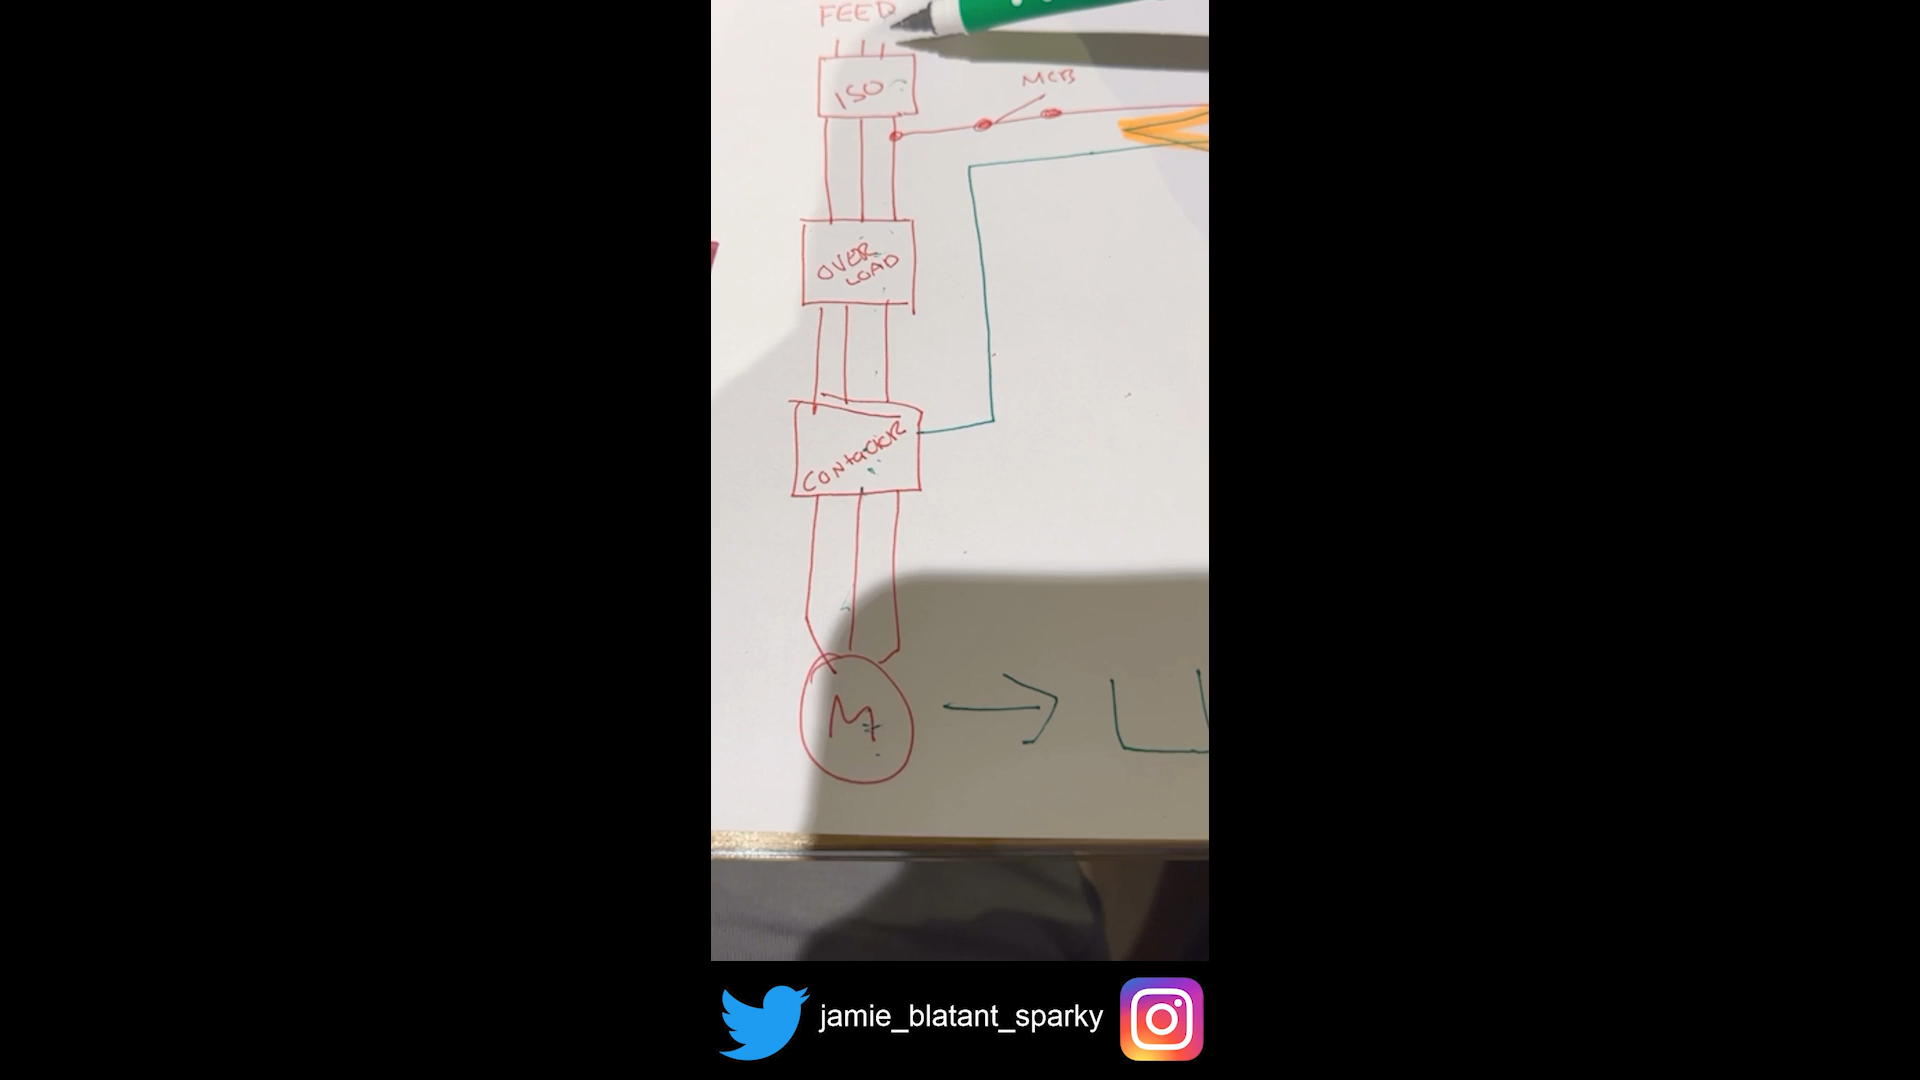 FEED
ISO
MCB
OVER
LOAD
CONtactor
M
jamie_blatant_sparky